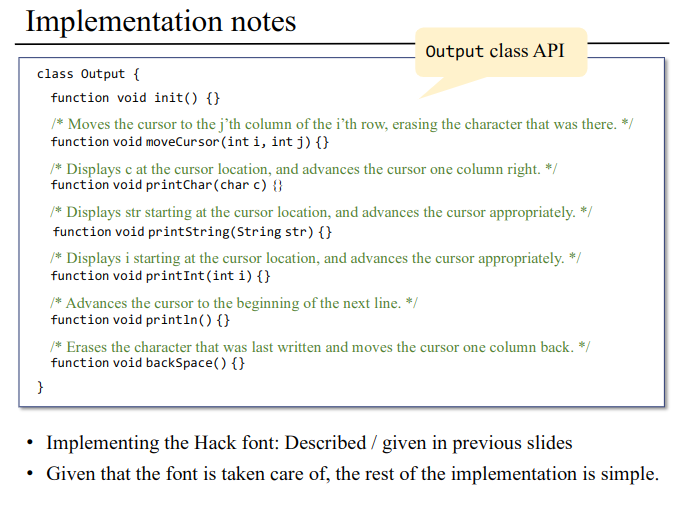 Implementation notes
Output class API
class Output {
function void init() {}
/* Moves the cursor to the j’th column of the i’th row, erasing the character that was there. */
function void moveCursor(int i, int j) {}
/* Displays c at the cursor location, and advances the cursor one column right. */
function void printChar(char c) {}
/* Displays str starting at the cursor location, and advances the cursor appropriately. */
function void printString(String str) {}
/* Displays i starting at the cursor location, and advances the cursor appropriately. */
function void printInt(int i) {}
/* Advances the cursor to the beginning of the next line. */
function void println() {}
/* Erases the character that was last written and moves the cursor one column back. */
function void backSpace() {}
}
• Implementing the Hack font: Described / given in previous slides
• Given that the font is taken care of, the rest of the implementation is simple.